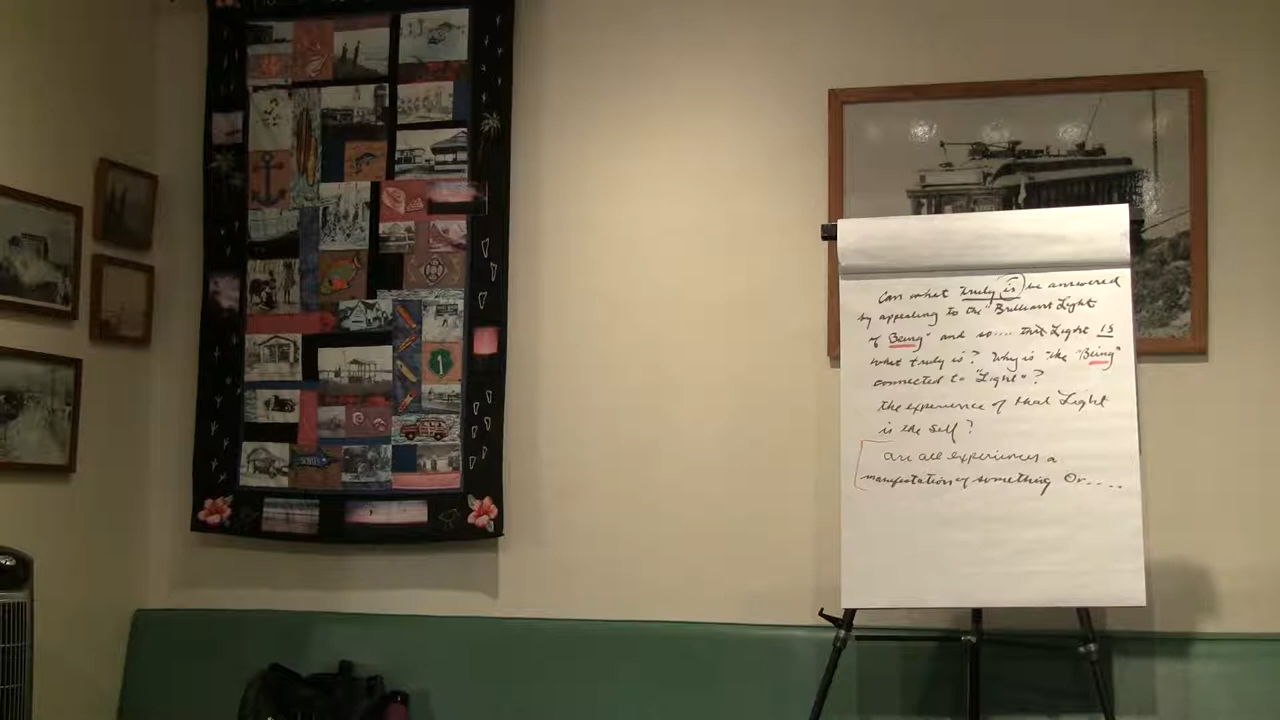 Can what truly is be answered
by appealing to the "Brilliant Light
of Being" and so.... this Light is
what truly is? Why is the "Being"
connected to "Light"?
the experience of that Light
is the self?
are all experiences a
manifestation of something Or....